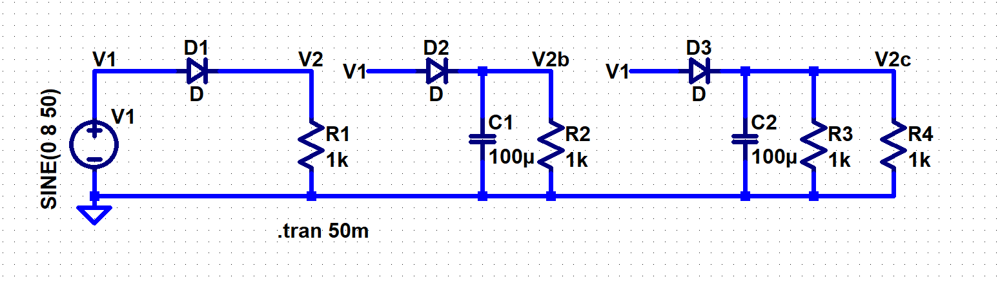 V1
D1
V2
D
V1
SINE(0 8 50)
R1
1k
V1
D2
V2b
D
C1
100µ
R2
1k
V1
D3
V2c
D
C2
100µ
R3
1k
R4
1k
.tran 50m